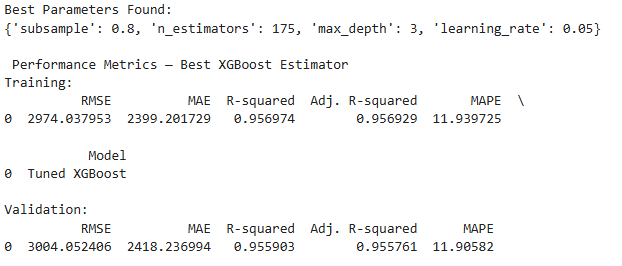 Best Parameters Found:
{'subsample': 0.8, 'n_estimators': 175, 'max_depth': 3, 'learning_rate': 0.05}
Performance Metrics — Best XGBoost Estimator
Training:
RMSE MAE R-squared Adj. R-squared MAPE \
0 2974.037953 2399.201729 0.956974 0.956929 11.939725
Model
0 Tuned XGBoost
Validation:
RMSE MAE R-squared Adj. R-squared MAPE
0 3004.052406 2418.236994 0.955903 0.955761 11.90582